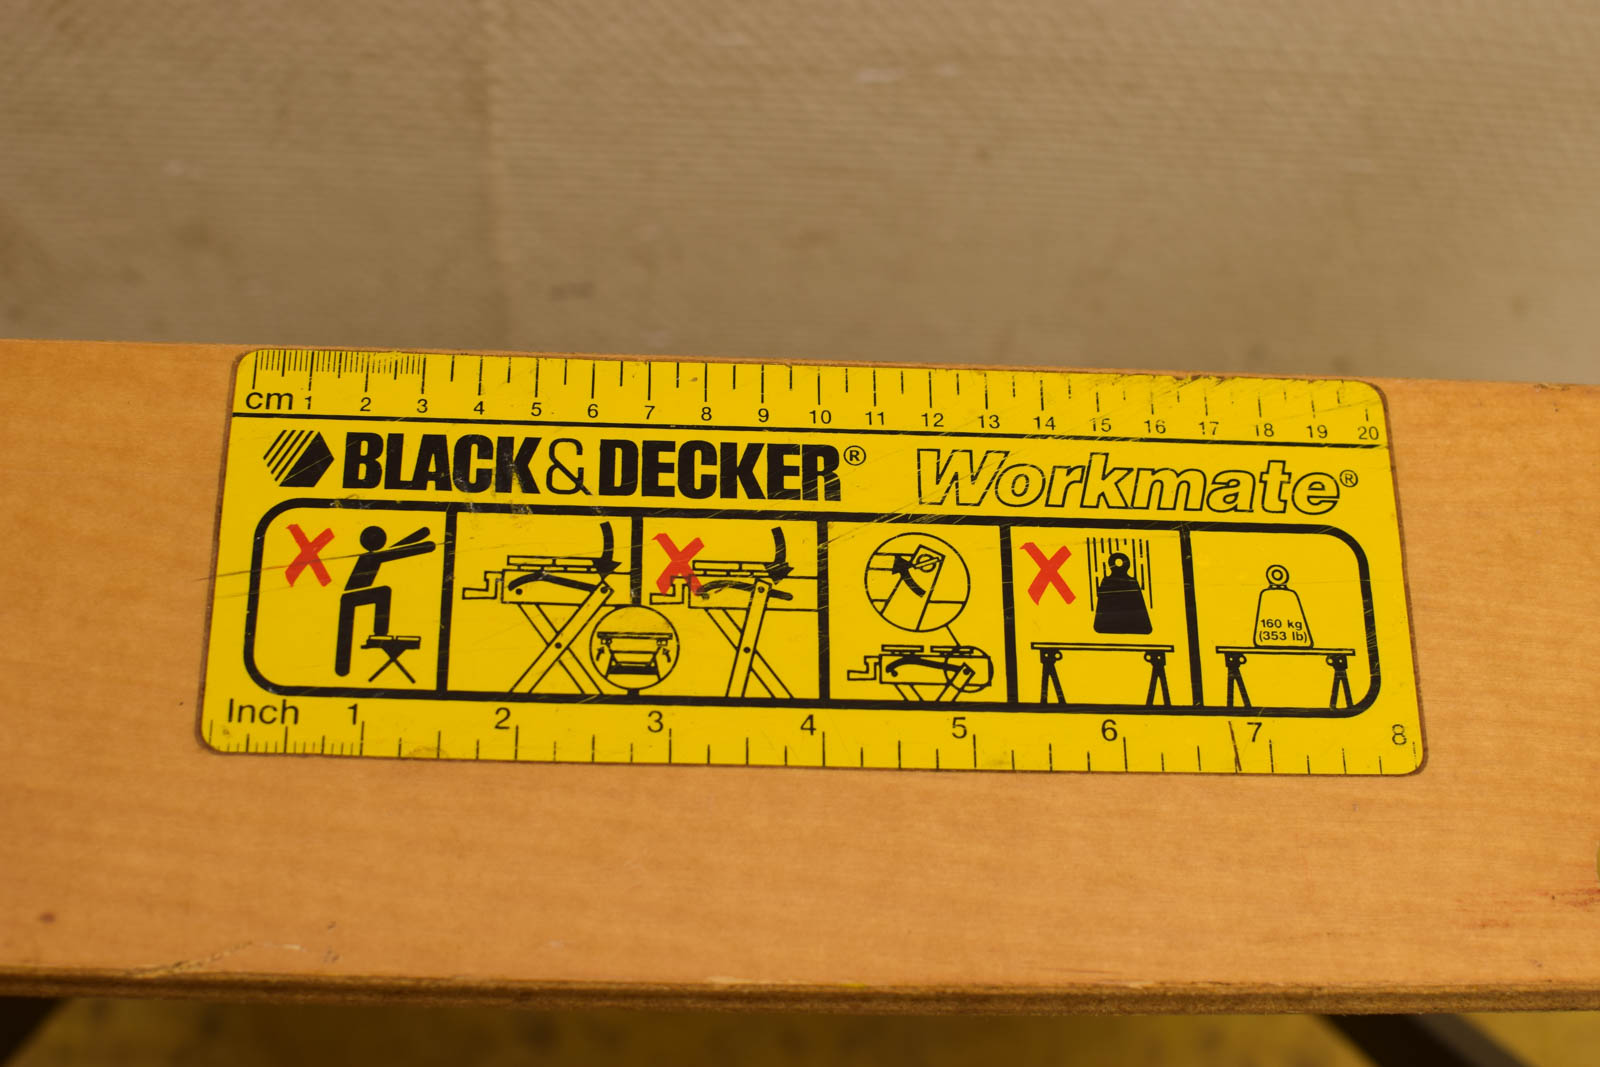 cm 1 2 3 4 5 6 7 8 9 10 11 12 13 14 15 16 17 18 19 20
BLACK & DECKER® Workmate®
160 kg
(353 lb)
Inch 1 2 3 4 5 6 7 8